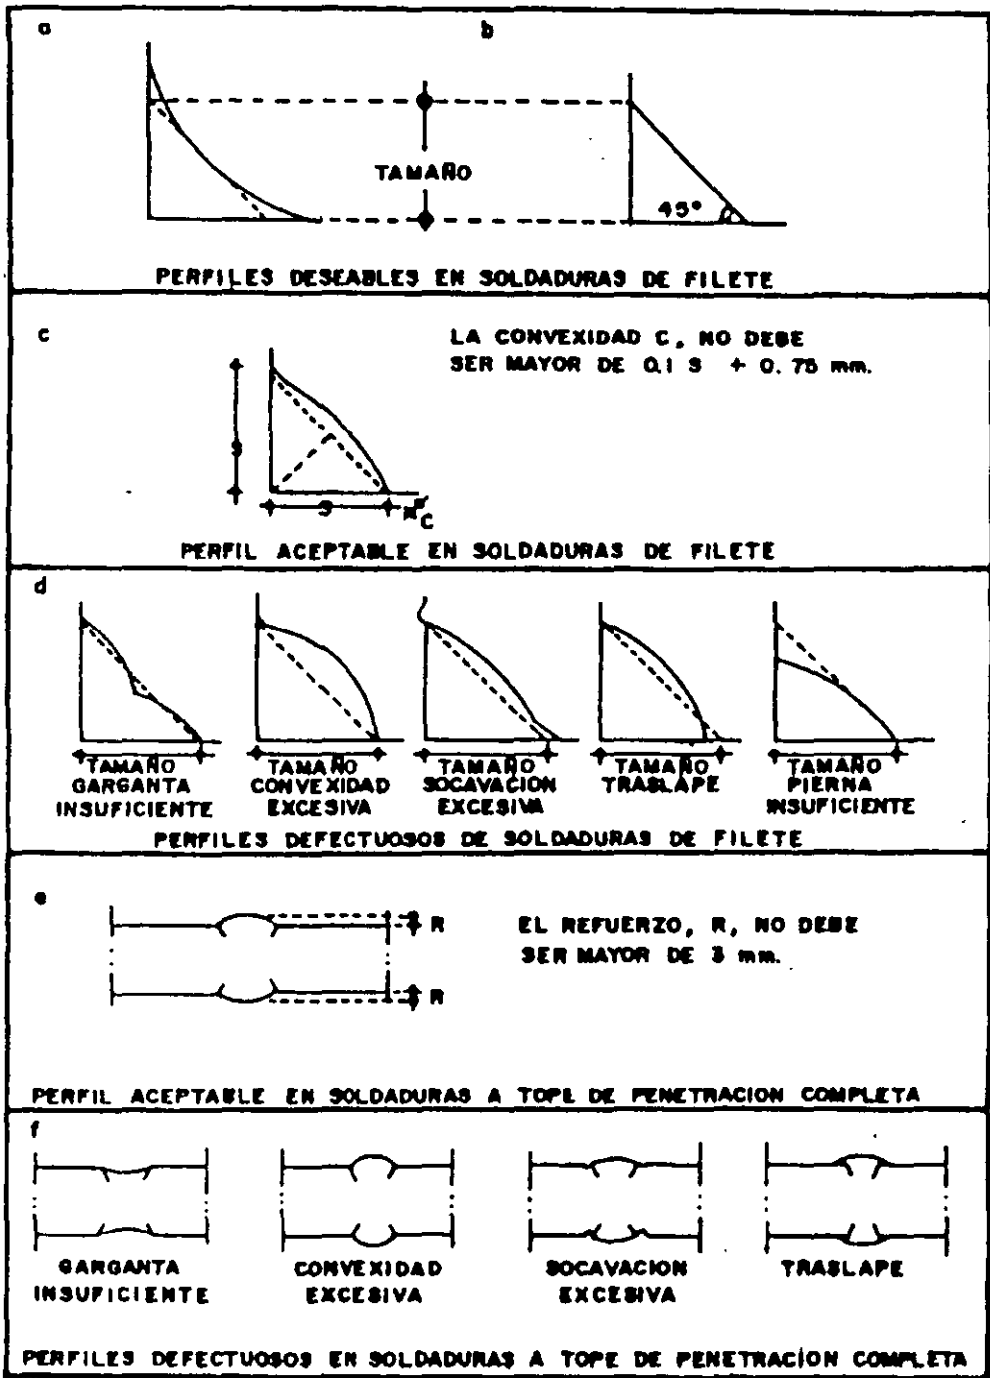 a
b
TAMAÑO
45°
PERFILES DESEABLES EN SOLDADURAS DE FILETE
c
LA CONVEXIDAD C, NO DEBE
SER MAYOR DE 0.1 S + 0.75 mm.
S
S
C
PERFIL ACEPTABLE EN SOLDADURAS DE FILETE
d
TAMAÑO
GARGANTA
INSUFICIENTE
TAMAÑO
CONVEXIDAD
EXCESIVA
TAMAÑO
SOCAVACION
EXCESIVA
TAMAÑO
TRASLAPE
TAMAÑO
PIERNA
INSUFICIENTE
PERFILES DEFECTUOSOS DE SOLDADURAS DE FILETE
e
R
EL REFUERZO, R, NO DEBE
SER MAYOR DE 3 mm.
R
PERFIL ACEPTABLE EN SOLDADURAS A TOPE DE PENETRACION COMPLETA
f
GARGANTA
INSUFICIENTE
CONVEXIDAD
EXCESIVA
SOCAVACION
EXCESIVA
TRASLAPE
PERFILES DEFECTUOSOS EN SOLDADURAS A TOPE DE PENETRACION COMPLETA